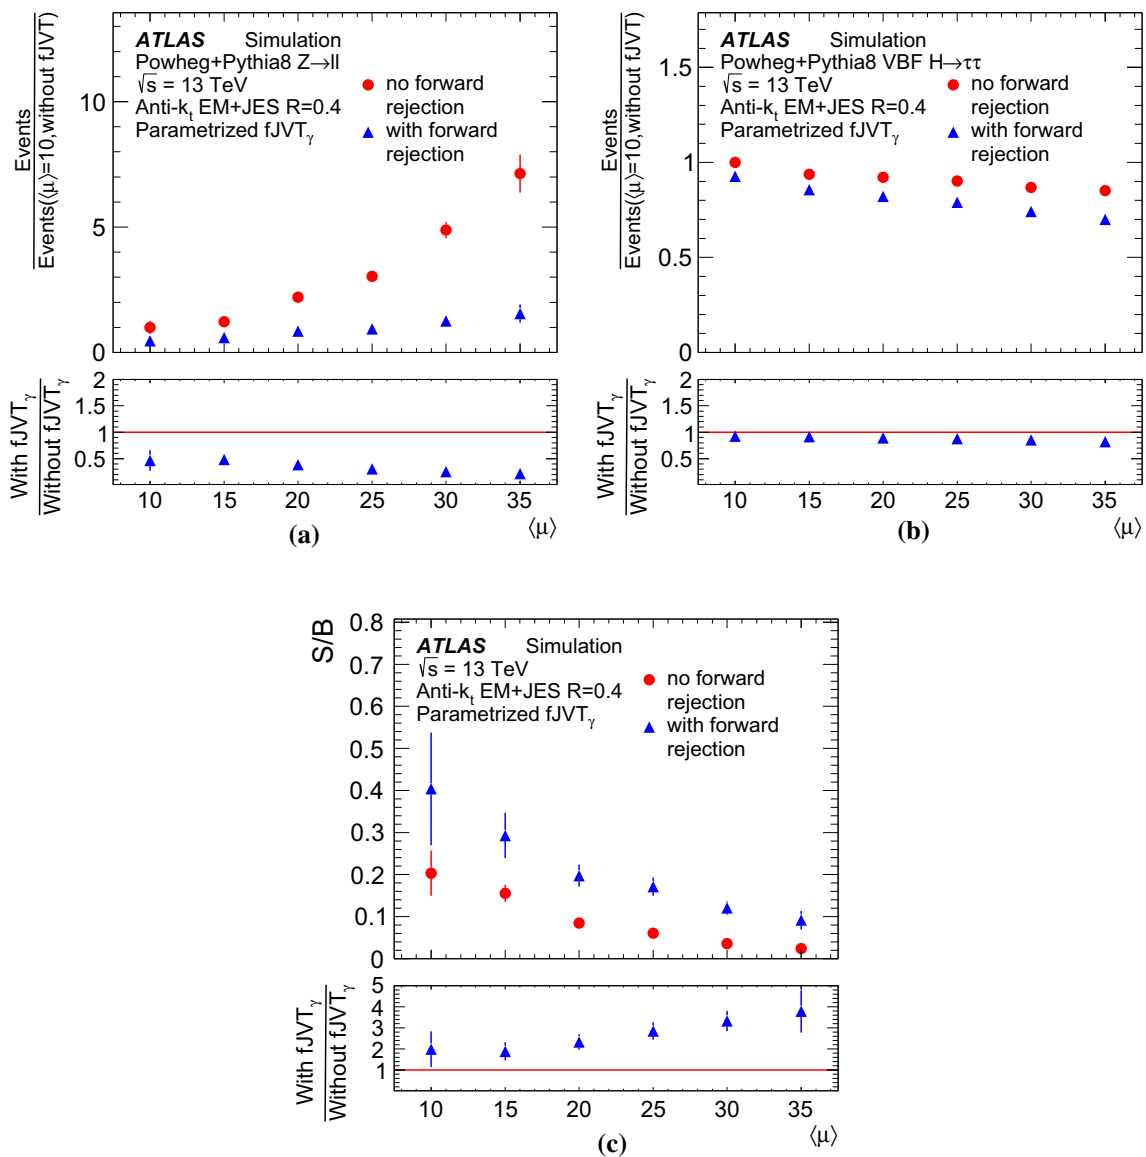 Events
Events(⟨μ⟩=10,without fJVT)
ATLAS Simulation
Powheg+Pythia8 Z→ll
√s = 13 TeV
Anti-kt EM+JES R=0.4
Parametrized fJVTγ
no forward
rejection
with forward
rejection
10
5
0
With fJVTγ
Without fJVTγ
2
1.5
1
0.5
10 15 20 25 30 35
⟨μ⟩
(a)
Events
Events(⟨μ⟩=10,without fJVT)
ATLAS Simulation
Powheg+Pythia8 VBF H→ττ
√s = 13 TeV
Anti-kt EM+JES R=0.4
Parametrized fJVTγ
no forward
rejection
with forward
rejection
1.5
1
0.5
0
With fJVTγ
Without fJVTγ
2
1.5
1
0.5
10 15 20 25 30 35
⟨μ⟩
(b)
S/B
ATLAS Simulation
√s = 13 TeV
Anti-kt EM+JES R=0.4
Parametrized fJVTγ
no forward
rejection
with forward
rejection
0.8
0.7
0.6
0.5
0.4
0.3
0.2
0.1
0
With fJVTγ
Without fJVTγ
5
4
3
2
1
10 15 20 25 30 35
⟨μ⟩
(c)